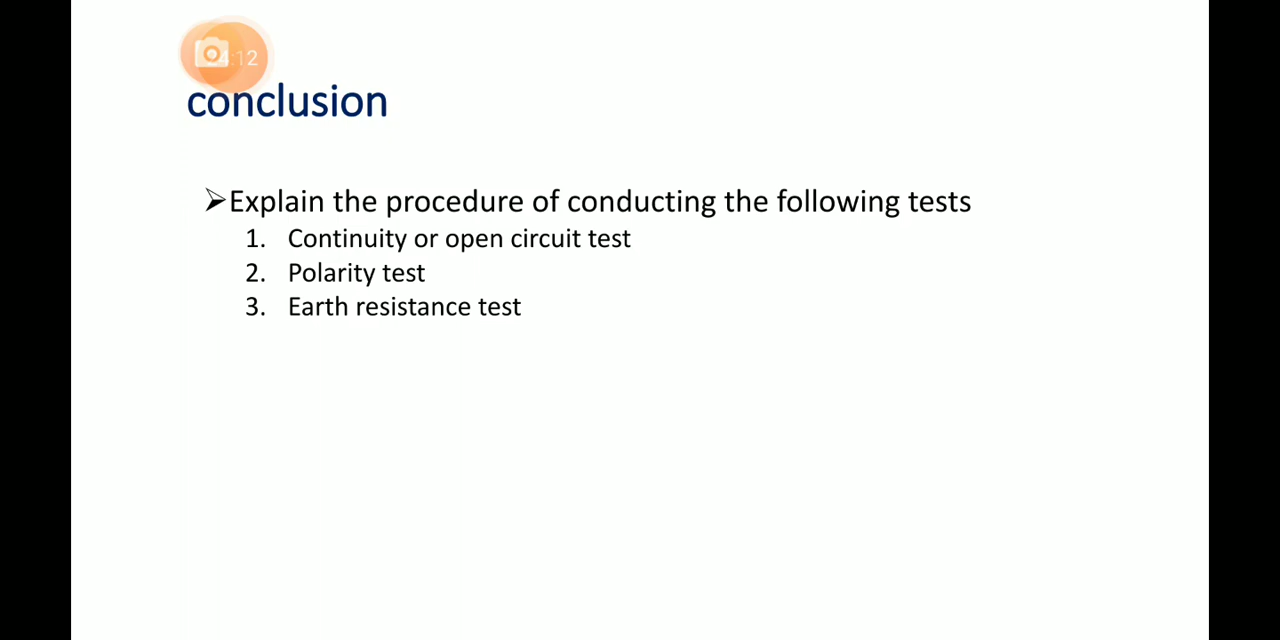 conclusion
➢Explain the procedure of conducting the following tests
1. Continuity or open circuit test
2. Polarity test
3. Earth resistance test